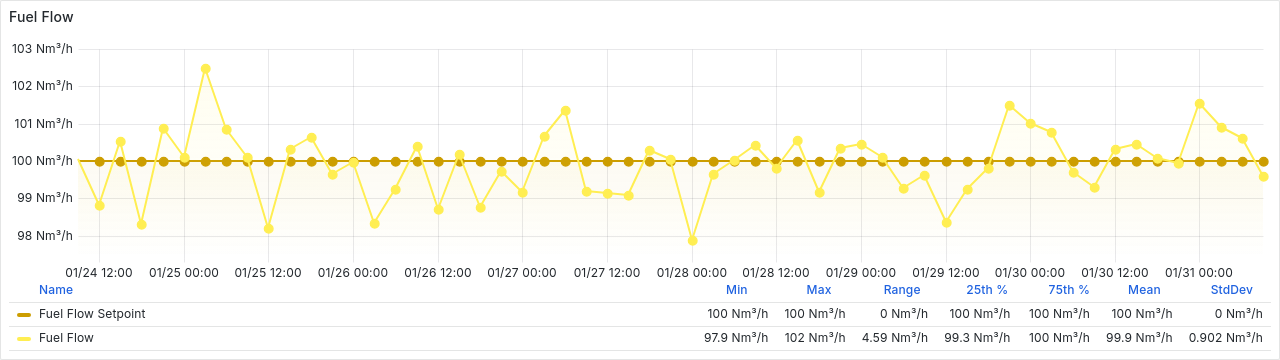 Fuel Flow
103 Nm³/h
102 Nm³/h
101 Nm³/h
100 Nm³/h
99 Nm³/h
98 Nm³/h
01/24 12:00 01/25 00:00 01/25 12:00 01/26 00:00 01/26 12:00 01/27 00:00 01/27 12:00 01/28 00:00 01/28 12:00 01/29 00:00 01/29 12:00 01/30 00:00 01/30 12:00 01/31 00:00
Name Min Max Range 25th % 75th % Mean StdDev
Fuel Flow Setpoint 100 Nm³/h 100 Nm³/h 0 Nm³/h 100 Nm³/h 100 Nm³/h 100 Nm³/h 0 Nm³/h
Fuel Flow 97.9 Nm³/h 102 Nm³/h 4.59 Nm³/h 99.3 Nm³/h 100 Nm³/h 99.9 Nm³/h 0.902 Nm³/h